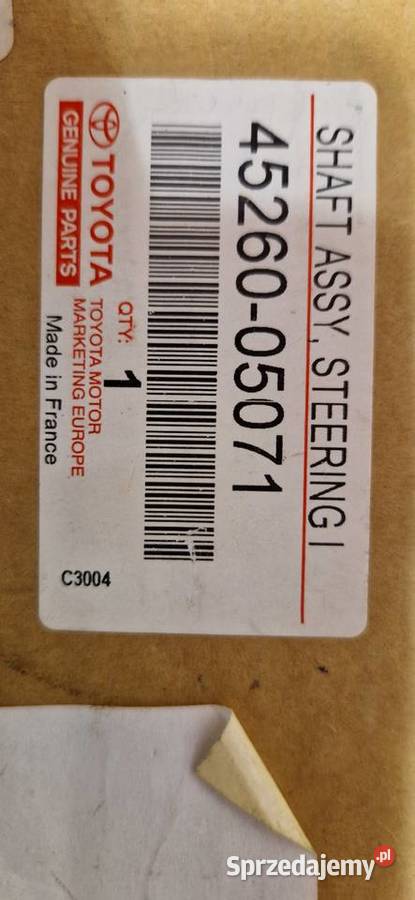 SHAFT ASSY, STEERING I
45260-05071
QTY: 1
TOYOTA
GENUINE PARTS
TOYOTA MOTOR
MARKETING EUROPE
Made in France
C3004
Sprzedajemy.pl